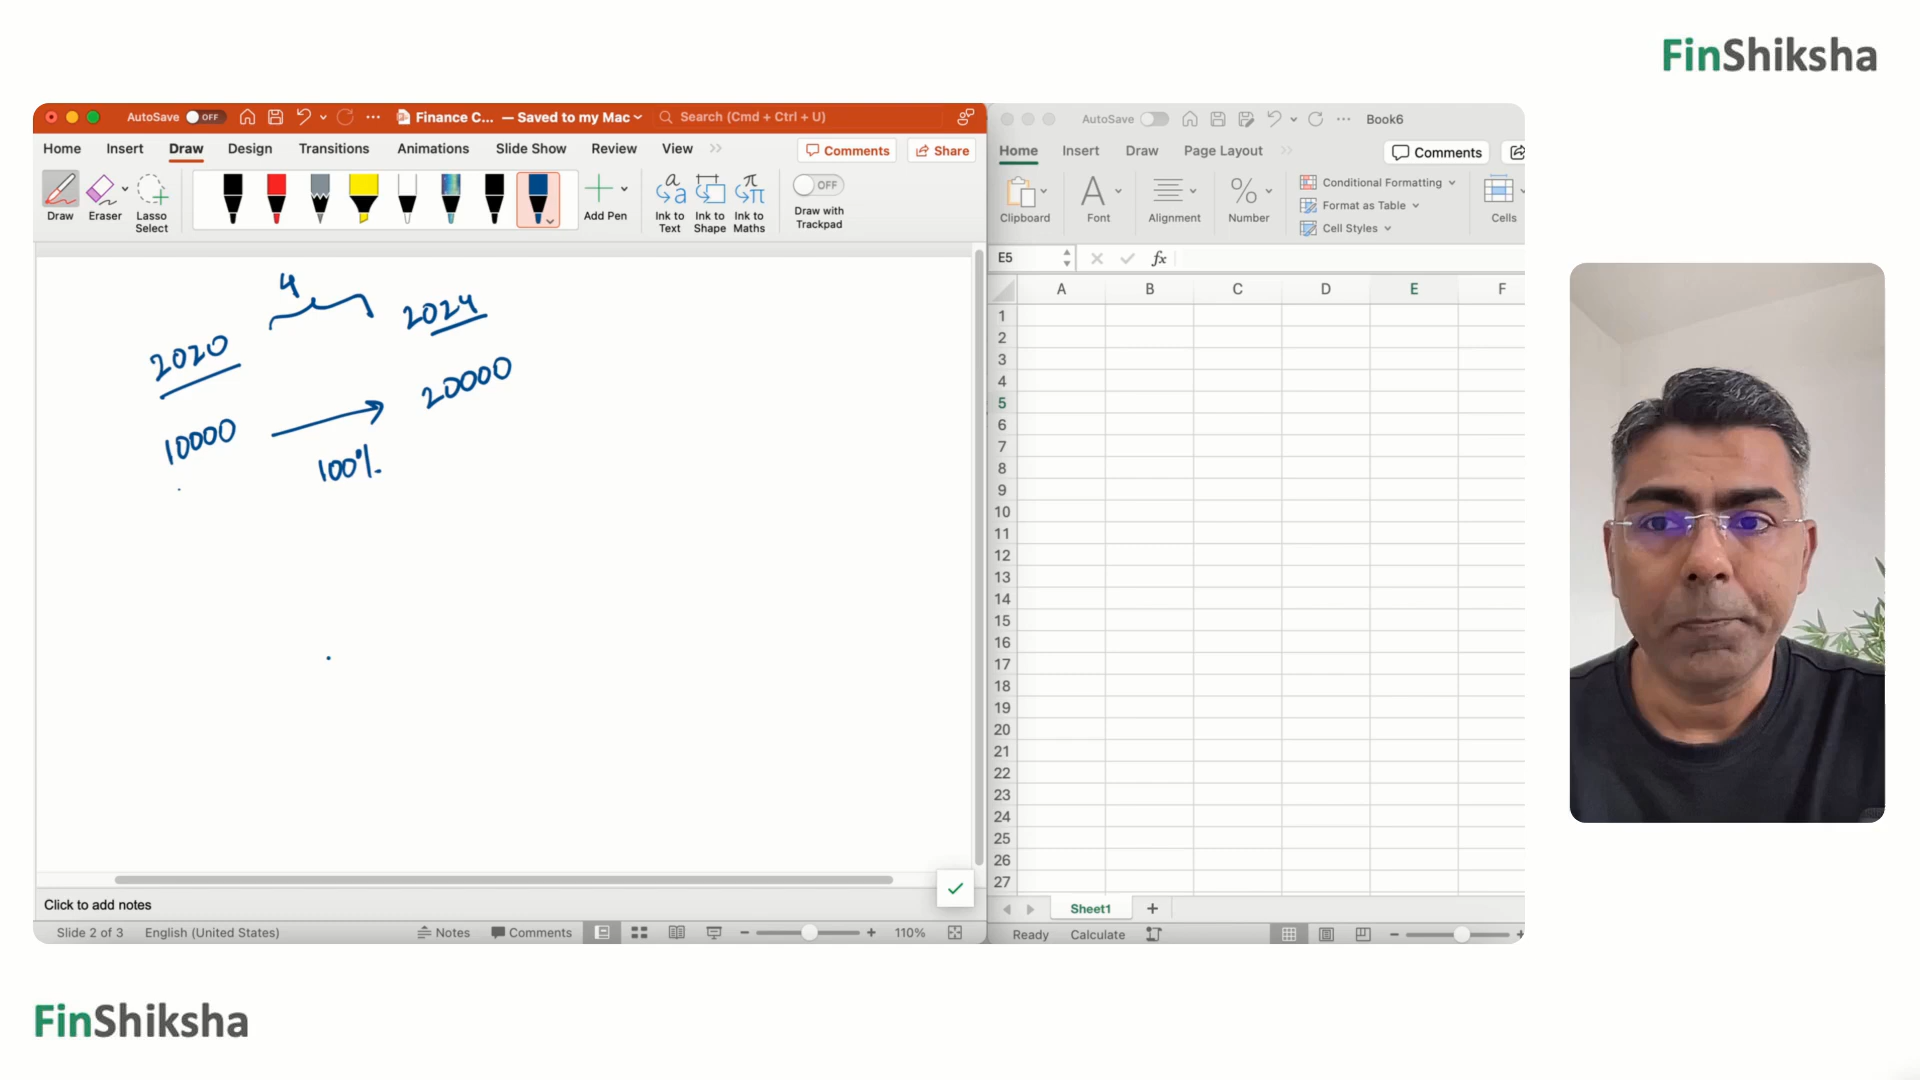 FinShiksha
AutoSave OFF Finance C... — Saved to my Mac Search (Cmd + Ctrl + U)
Home Insert Draw Design Transitions Animations Slide Show Review View Comments Share
Draw Eraser Lasso Select Add Pen Ink to Text Ink to Shape Ink to Maths OFF Draw with Trackpad
4
2020 2024
10000 20000
100%
Click to add notes
Slide 2 of 3 English (United States) Notes Comments 110%
AutoSave Book6
Home Insert Draw Page Layout Comments
Clipboard Font Alignment % Number Conditional Formatting Format as Table Cell Styles Cells
E5 fx
A B C D E F
1
2
3
4
5
6
7
8
9
10
11
12
13
14
15
16
17
18
19
20
21
22
23
24
25
26
27
Sheet1
Ready Calculate
FinShiksha